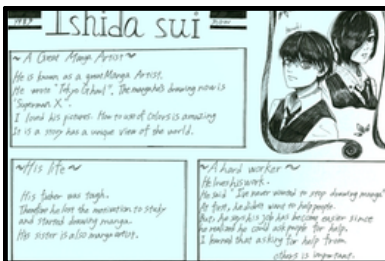 Ishida sui
1987
now
~ A Great Manga Artist ~
He is known as a great Manga Artist.
He wrote "Tokyo Ghoul". The manga he's drawing now is
"Superman X".
I loved his pictures. How to use of colors is amazing
It is a story has a unique view of the world.
~His life~
His father was tough.
Therefore he lost the motivation to study
and started drawing manga.
His sister is also manga artist.
~A hard worker~
He loves his work.
He said "I've never wanted to stop drawing manga"
At first, he didn't want to help people.
But, he says his job has become easier since
he realized he could ask people for help.
I learned that asking for help from
others is important.